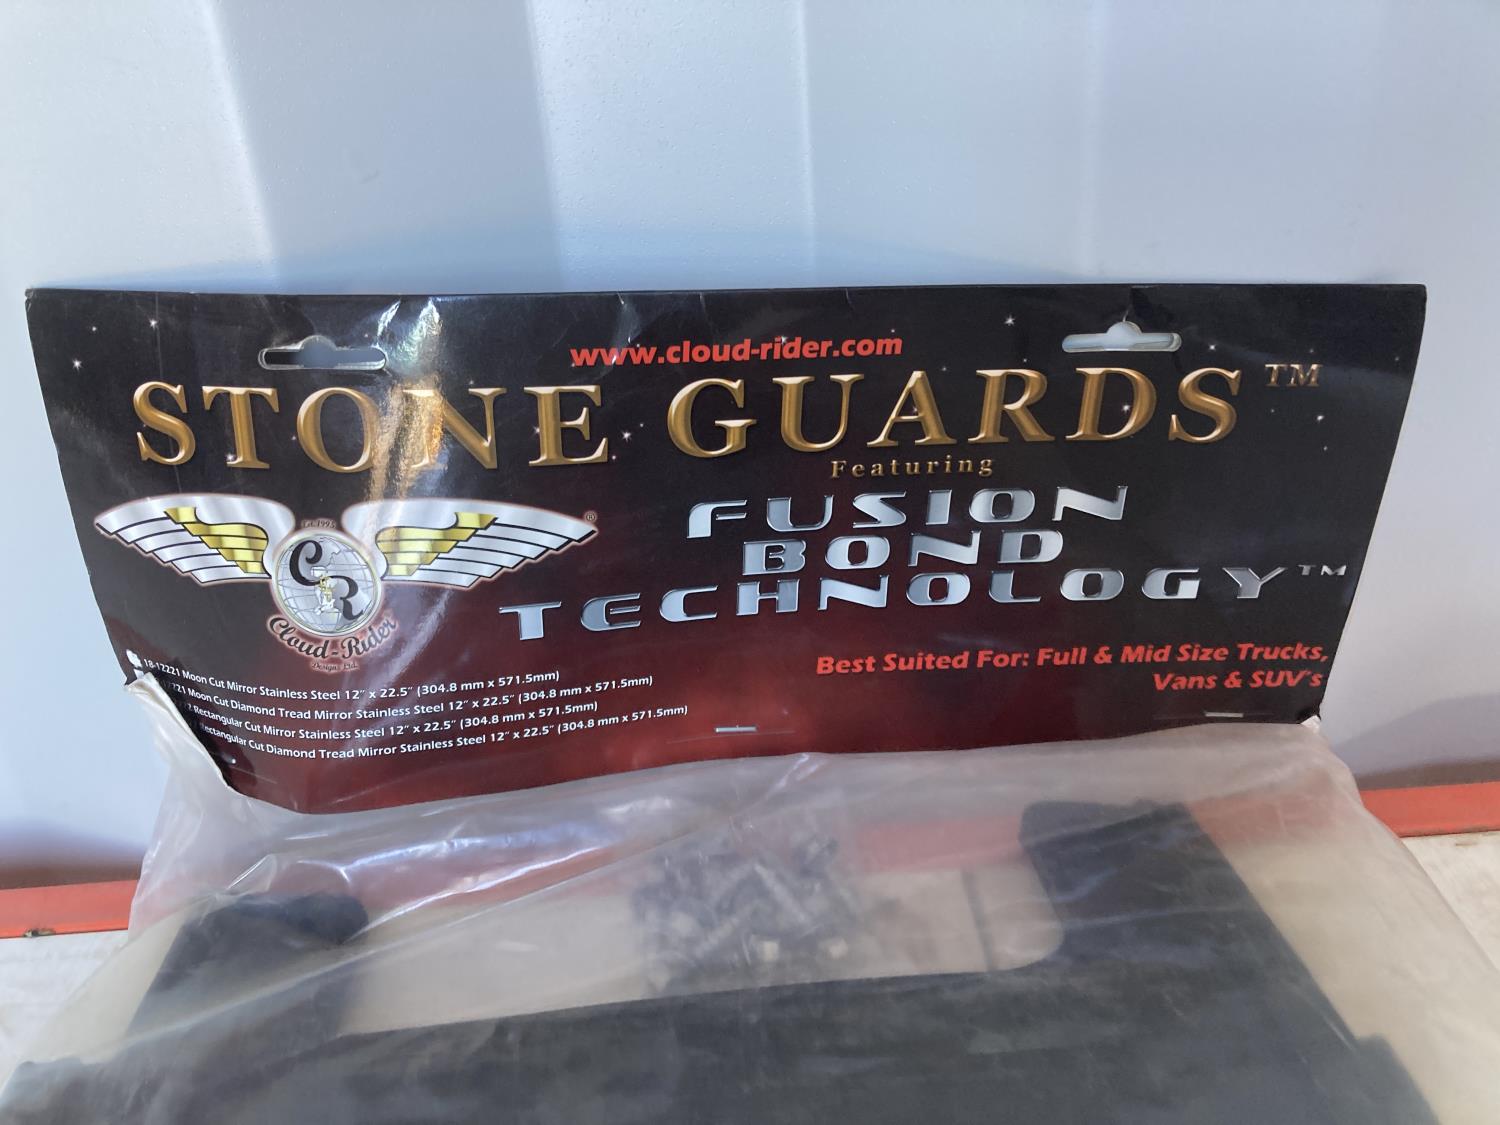 www.cloud-rider.com
STONE GUARDS™
Featuring
FUSION
BOND
TECHNOLOGY™
Est. 1995
CR
®
Cloud-Rider
Design Ltd.
Best Suited For: Full & Mid Size Trucks,
Vans & SUV's
18-12221 Moon Cut Mirror Stainless Steel 12" x 22.5" (304.8 mm x 571.5mm)
Moon Cut Diamond Tread Mirror Stainless Steel 12" x 22.5" (304.8 mm x 571.5mm)
Rectangular Cut Mirror Stainless Steel 12" x 22.5" (304.8 mm x 571.5mm)
Rectangular Cut Diamond Tread Mirror Stainless Steel 12" x 22.5" (304.8 mm x 571.5mm)